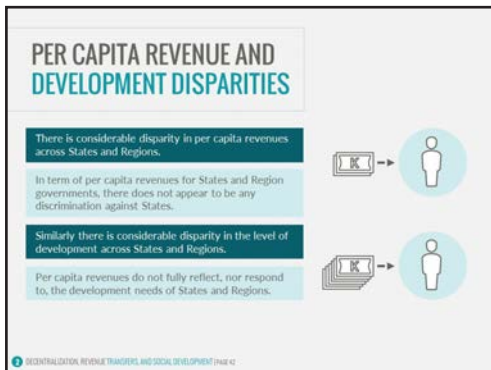 PER CAPITA REVENUE AND
DEVELOPMENT DISPARITIES
There is considerable disparity in per capita revenues
across States and Regions.
In term of per capita revenues for States and Region
governments, there does not appear to be any
discrimination against States.
Similarly there is considerable disparity in the level of
development across States and Regions.
Per capita revenues do not fully reflect, nor respond
to, the development needs of States and Regions.
K
K
2 DECENTRALIZATION, REVENUE TRANSFERS, AND SOCIAL DEVELOPMENT | PAGE 42